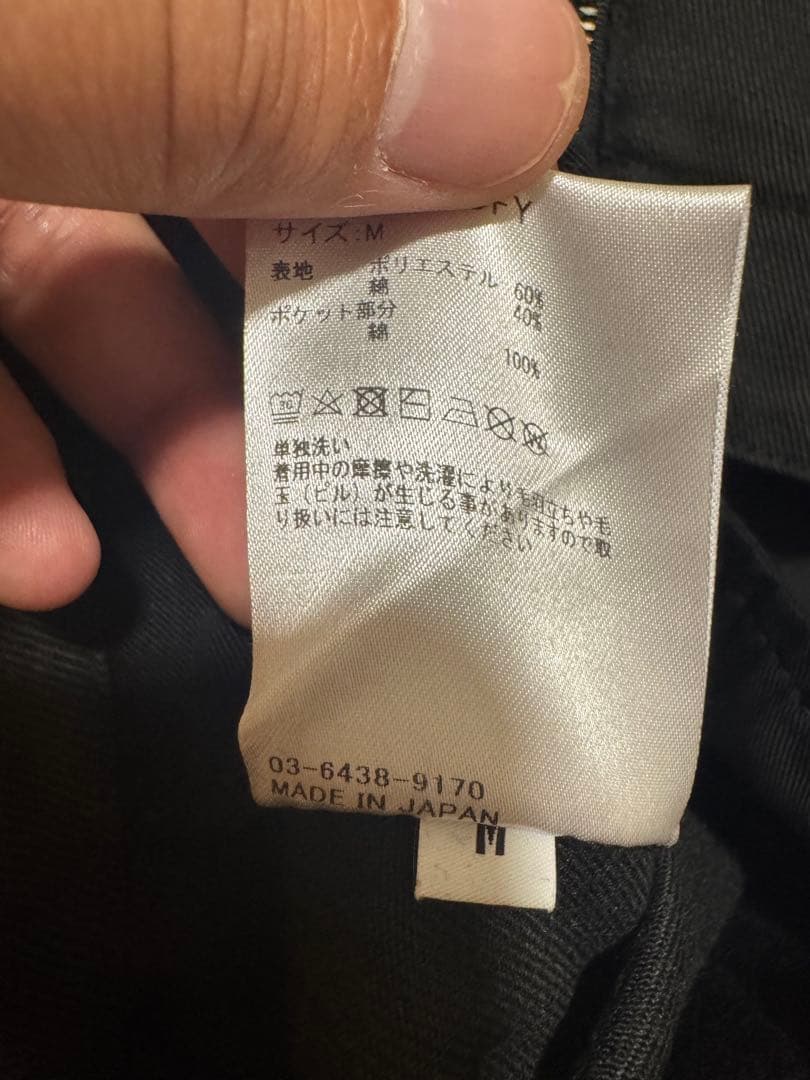 サイズ:M
表地 ポリエステル 60%
綿 40%
ポケット部分
綿 100%
30
単独洗い
着用中の摩擦や洗濯により毛羽立ちや毛
玉(ピル)が生じる事がありますので取
り扱いには注意してください
03-6438-9170
MADE IN JAPAN
M